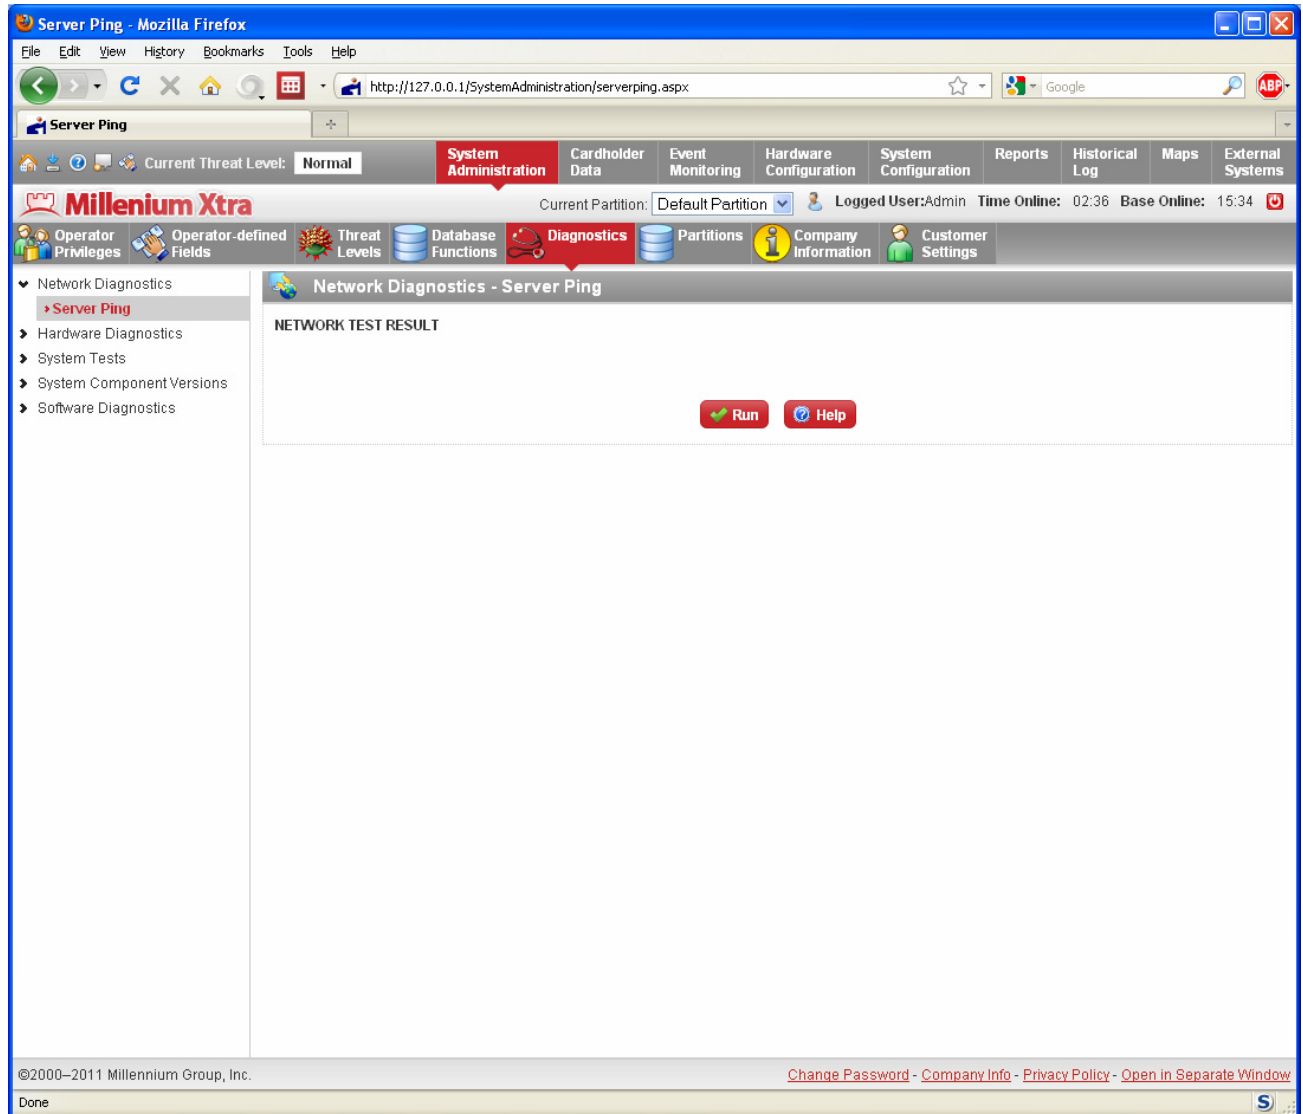 Server Ping - Mozilla Firefox
File Edit View History Bookmarks Tools Help
http://127.0.0.1/SystemAdministration/serverping.aspx
Google
ABP
Server Ping
Current Threat Level: Normal
System Administration
Cardholder Data
Event Monitoring
Hardware Configuration
System Configuration
Reports
Historical Log
Maps
External Systems
Millenium Xtra
Current Partition: Default Partition Logged User:Admin Time Online: 02:36 Base Online: 15:34
Operator Privileges
Operator-defined Fields
Threat Levels
Database Functions
Diagnostics
Partitions
Company Information
Customer Settings
Network Diagnostics
Server Ping
Hardware Diagnostics
System Tests
System Component Versions
Software Diagnostics
Network Diagnostics - Server Ping
NETWORK TEST RESULT
Run Help
©2000–2011 Millennium Group, Inc.
Change Password - Company Info - Privacy Policy - Open in Separate Window
Done
S